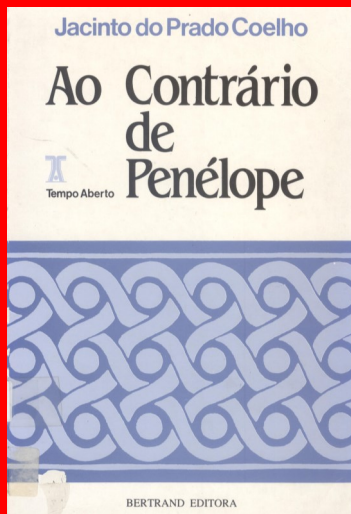 Jacinto do Prado Coelho
Ao Contrário
de
Penélope
Tempo Aberto
BERTRAND EDITORA